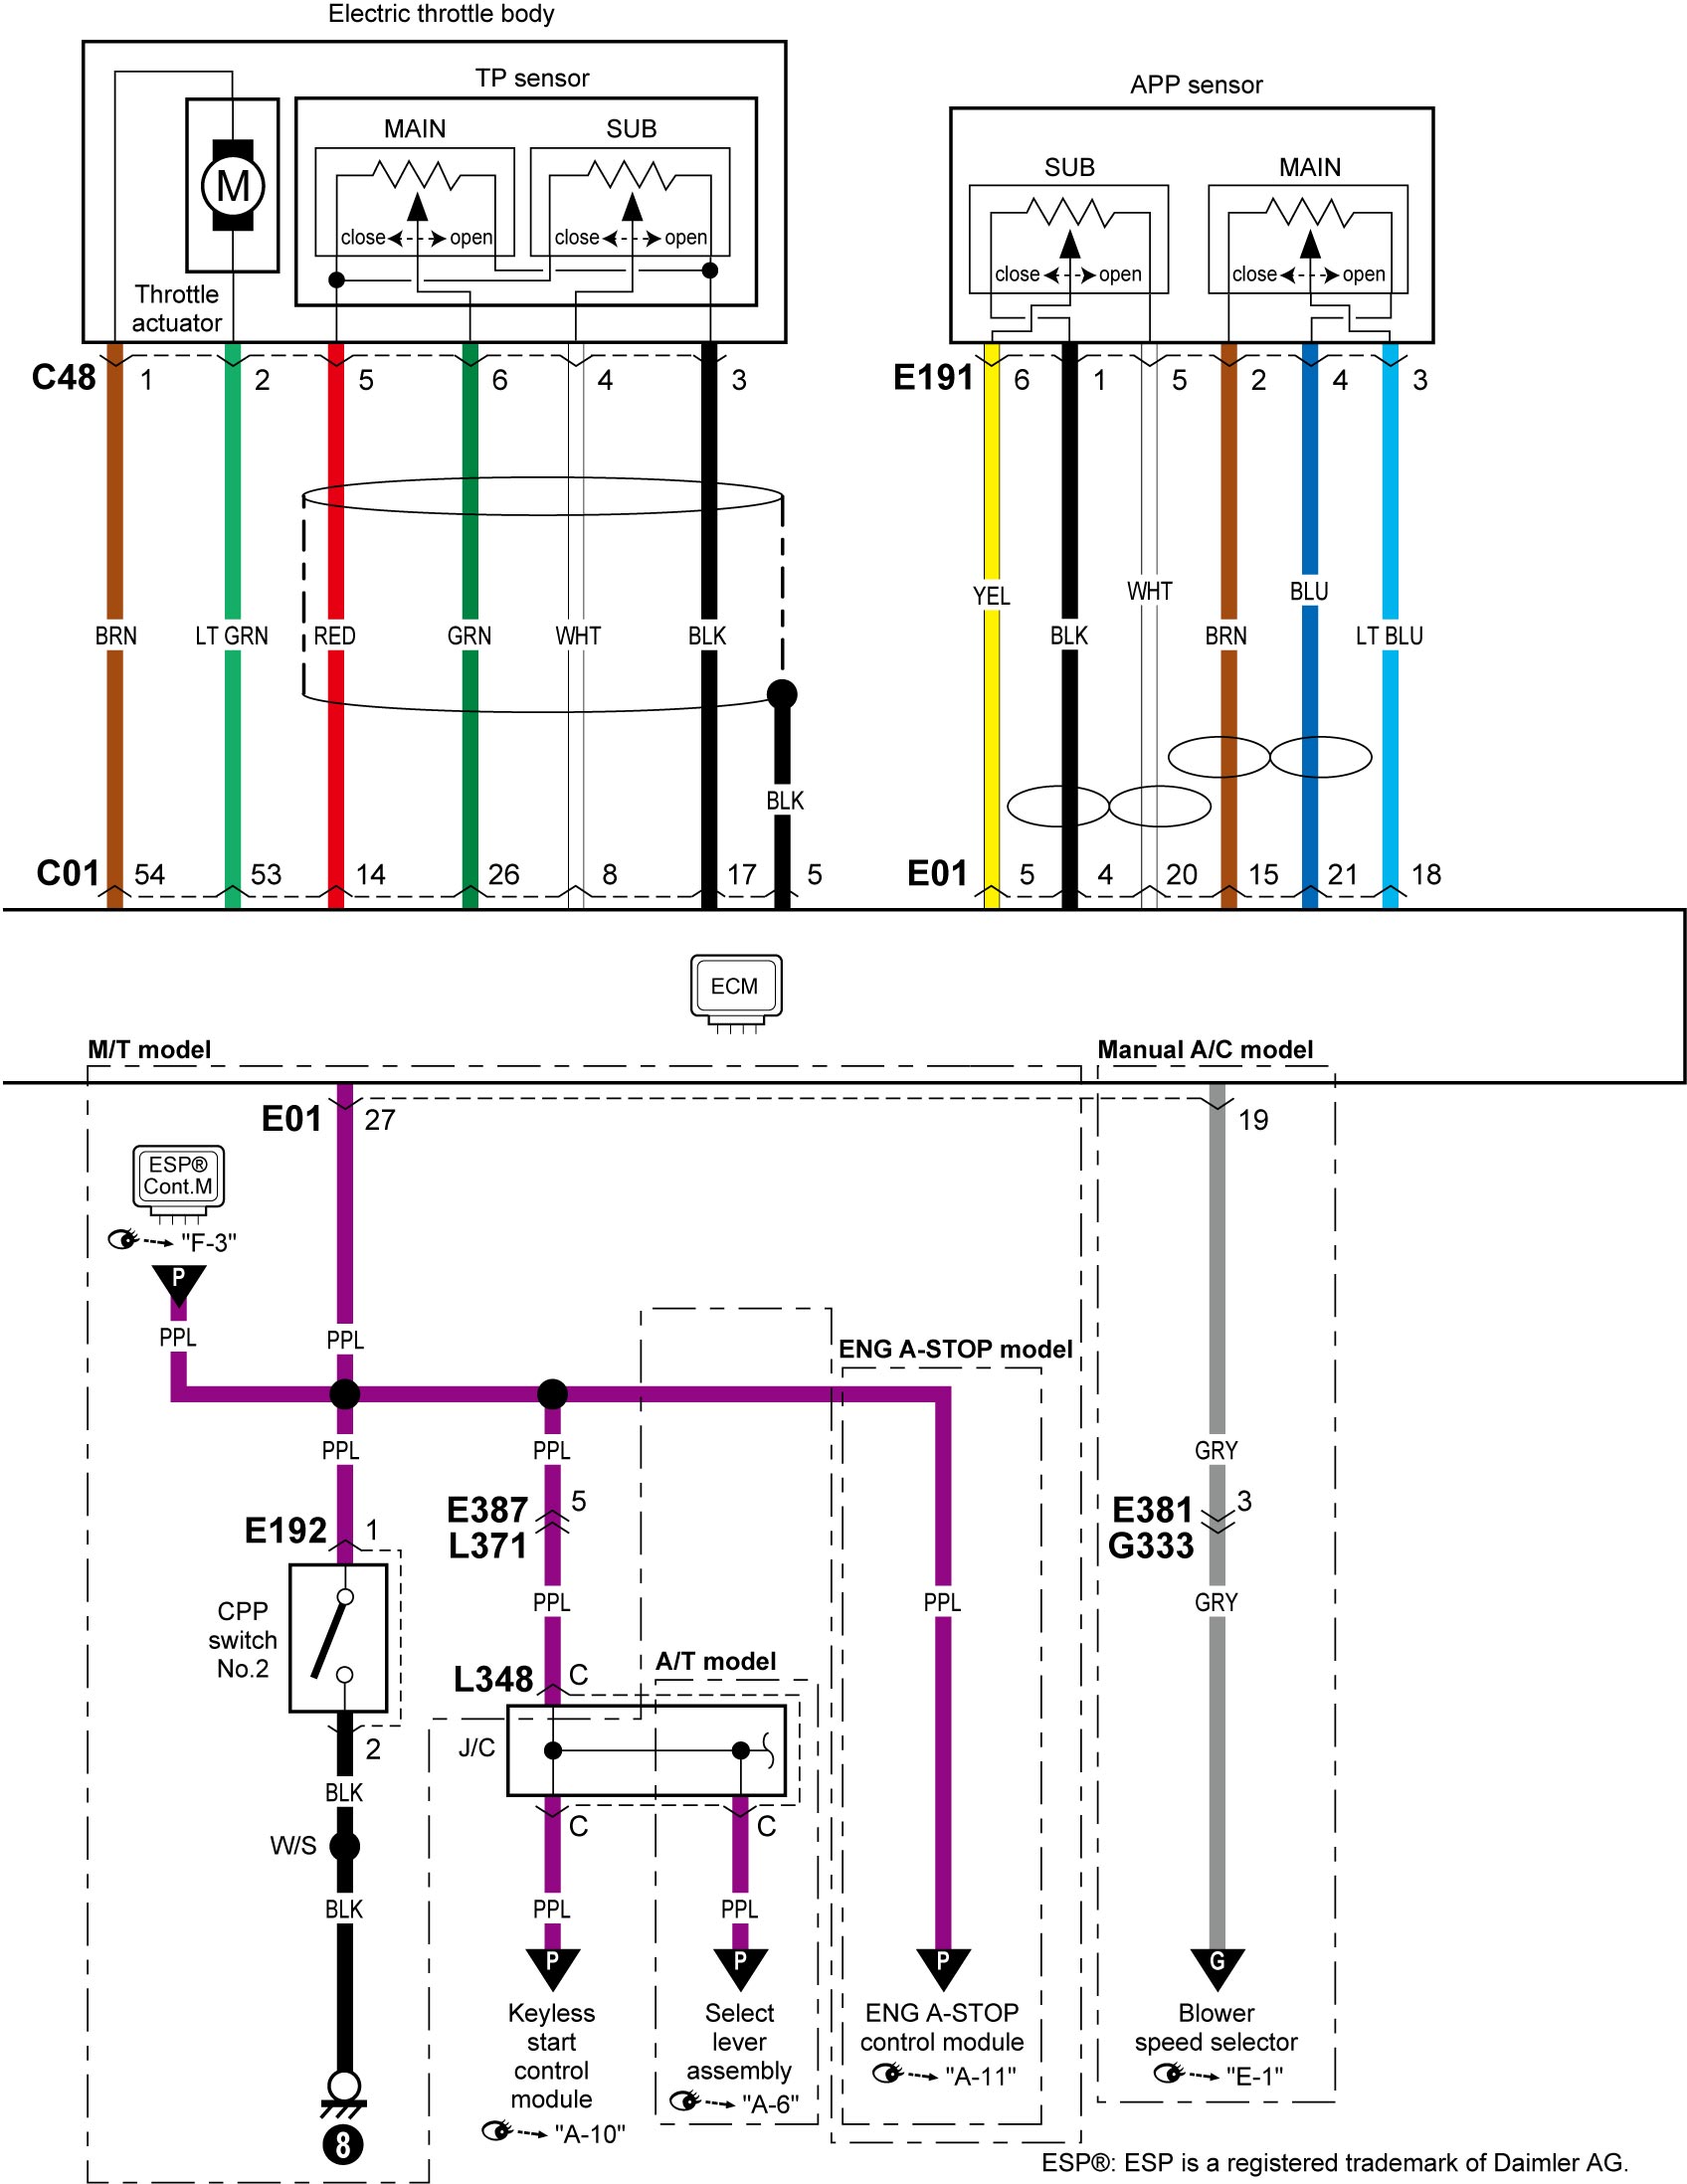 Electric throttle body
TP sensor
APP sensor
MAIN
SUB
SUB
MAIN
M
close
open
close
open
close
open
close
open
Throttle
actuator
C48
1
2
5
6
4
3
E191
6
1
5
2
4
3
BRN
LT GRN
RED
GRN
WHT
BLK
YEL
BLK
WHT
BRN
BLU
LT BLU
BLK
C01
54
53
14
26
8
17
5
E01
5
4
20
15
21
18
ECM
M/T model
Manual A/C model
E01
27
19
ESP®
Cont.M
"F-3"
P
PPL
PPL
ENG A-STOP model
PPL
PPL
GRY
E387
5
L371
E381
3
G333
E192
1
CPP
switch
No.2
PPL
PPL
GRY
A/T model
L348
C
J/C
2
BLK
W/S
C
C
BLK
PPL
PPL
P
P
P
G
Keyless
start
control
module
"A-10"
Select
lever
assembly
"A-6"
ENG A-STOP
control module
"A-11"
Blower
speed selector
"E-1"
8
ESP®: ESP is a registered trademark of Daimler AG.